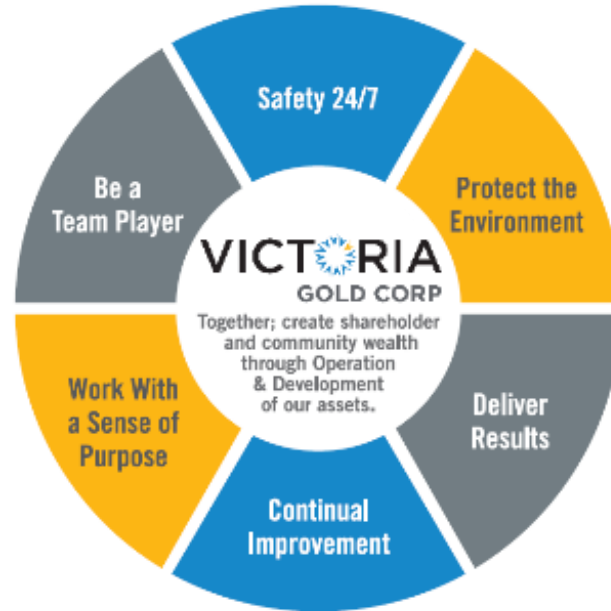 Safety 24/7
Protect the
Environment
Deliver
Results
Continual
Improvement
Work With
a Sense of
Purpose
Be a
Team Player
VICTORIA
GOLD CORP
Together; create shareholder
and community wealth
through Operation
& Development
of our assets.